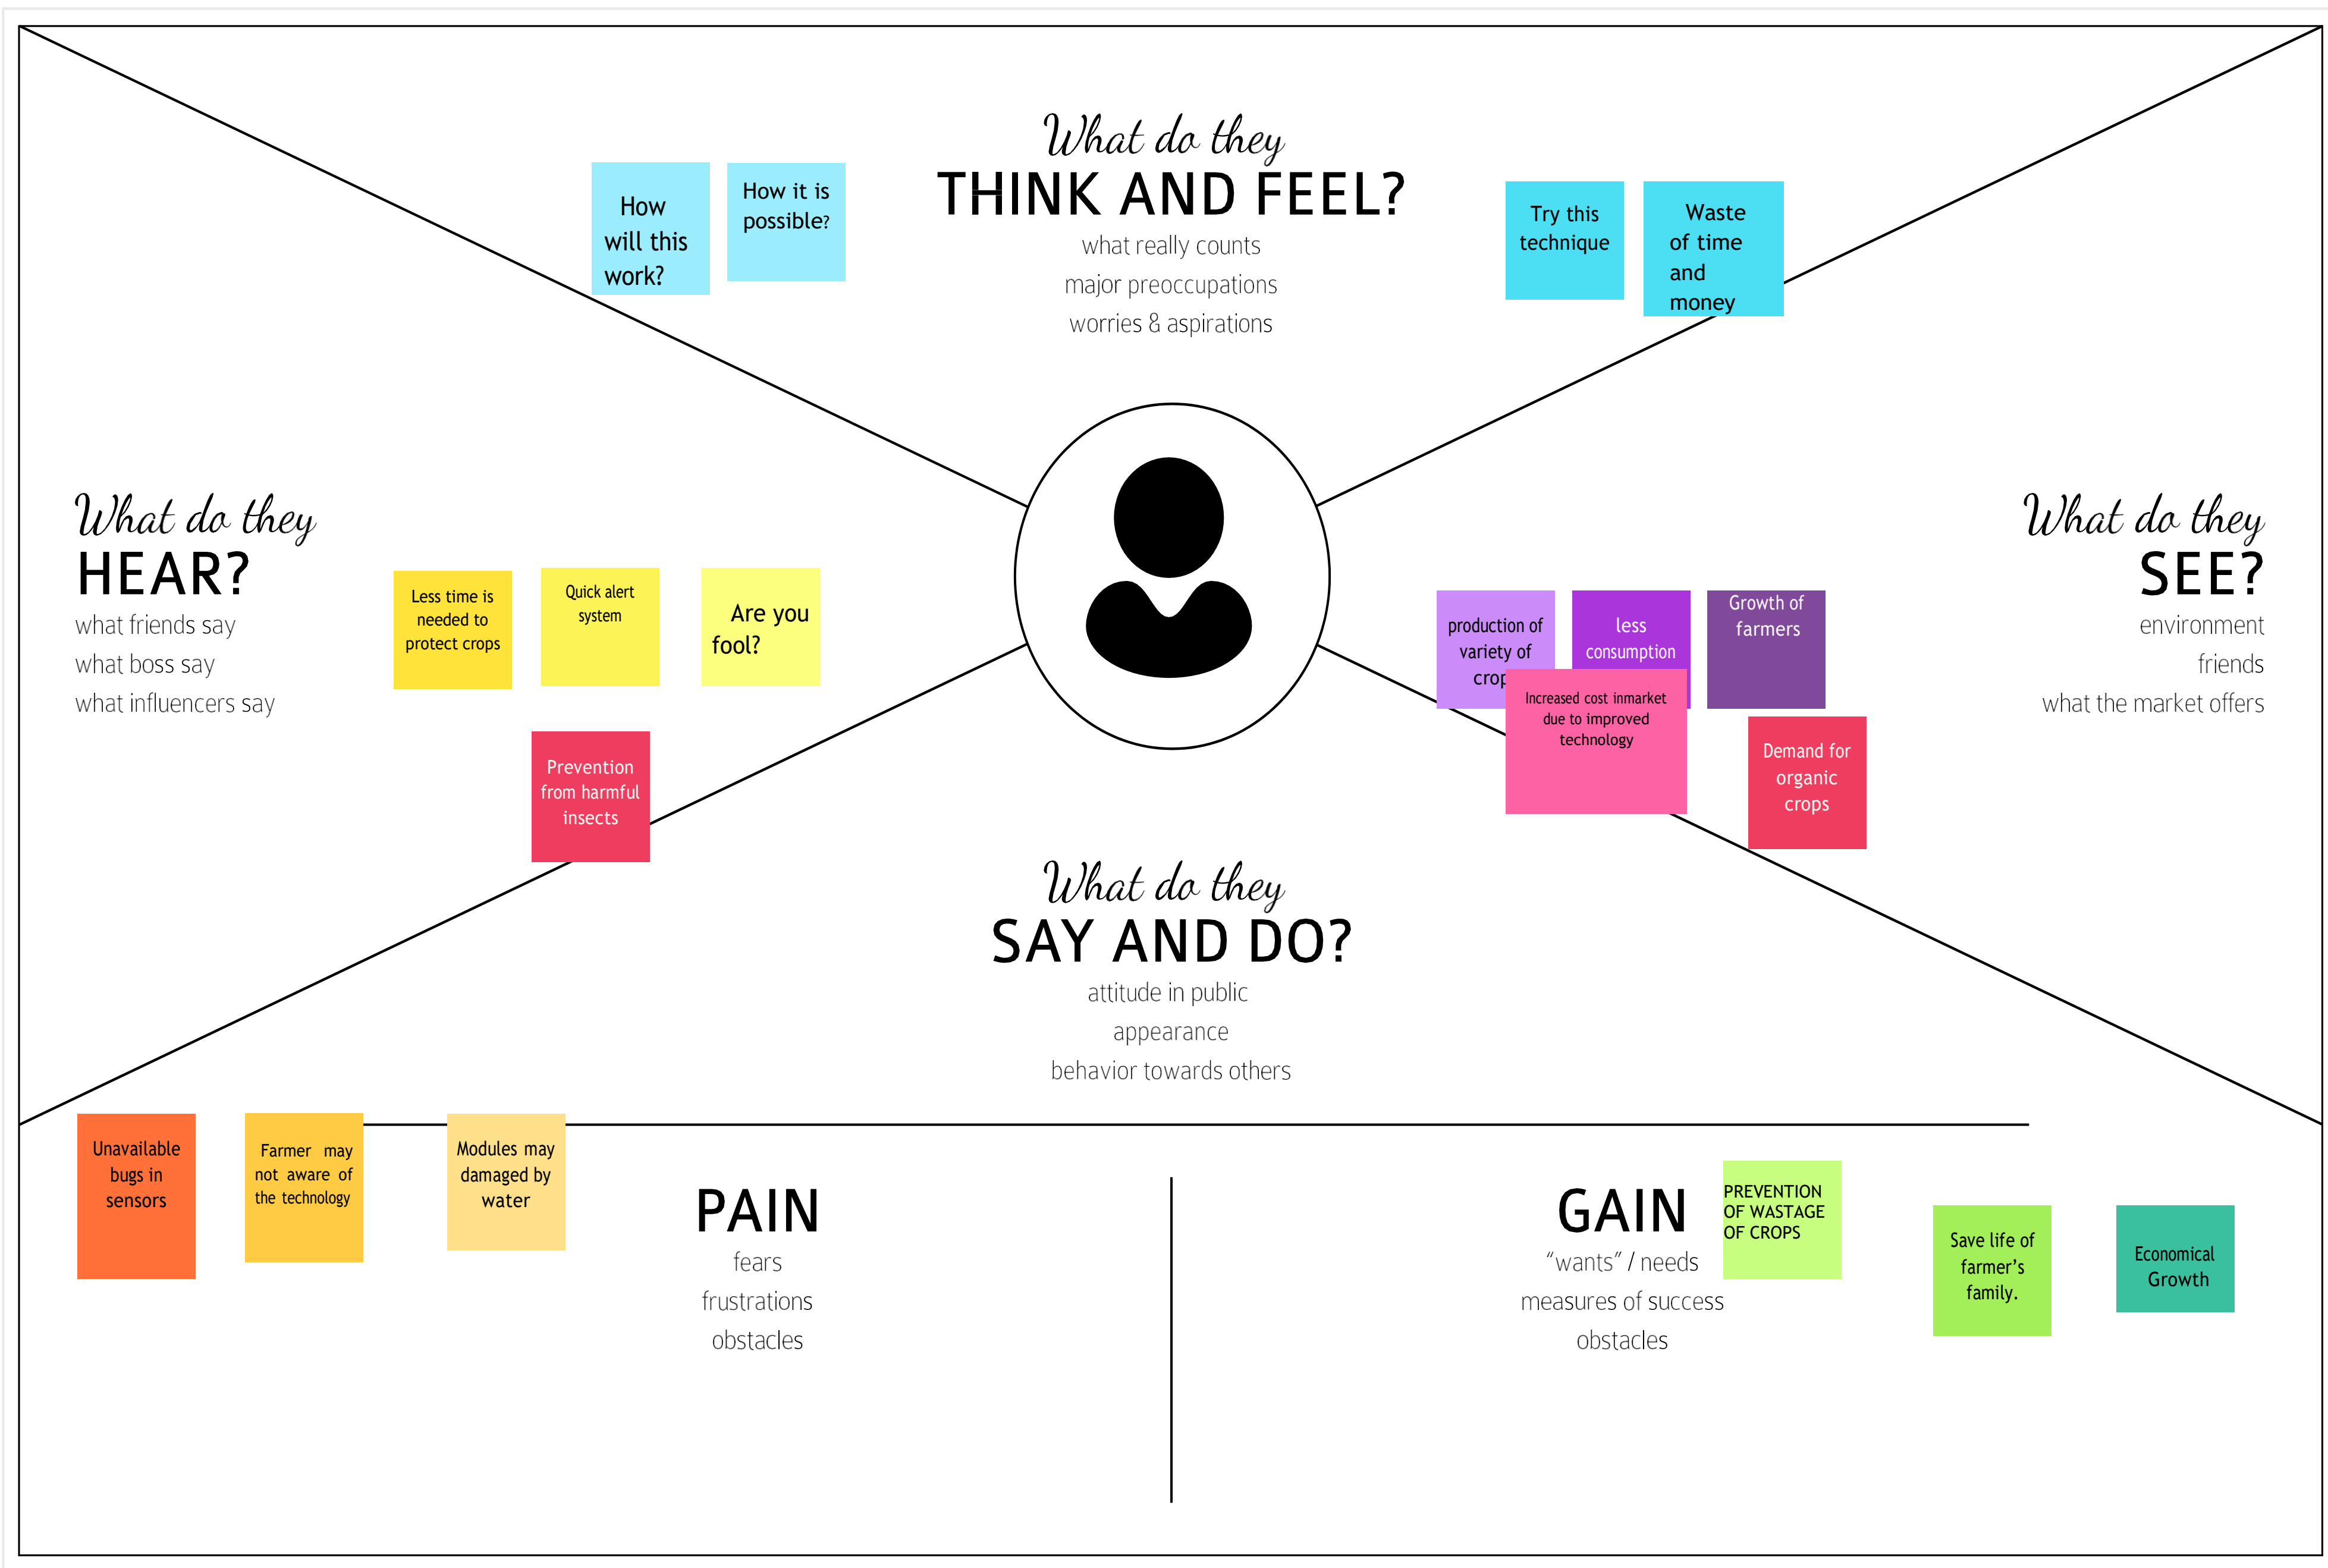 What do they
THINK AND FEEL?
what really counts
major preoccupations
worries & aspirations
How
will this
work?
How it is
possible?
Try this
technique
Waste
of time
and
money
What do they
HEAR?
what friends say
what boss say
what influencers say
Less time is
needed to
protect crops
Quick alert
system
Are you
fool?
Prevention
from harmful
insects
What do they
SEE?
environment
friends
what the market offers
production of
variety of
crop
less
consumption
Growth of
farmers
Increased cost inmarket
due to improved
technology
Demand for
organic
crops
What do they
SAY AND DO?
attitude in public
appearance
behavior towards others
Unavailable
bugs in
sensors
Farmer may
not aware of
the technology
Modules may
damaged by
water
PAIN
fears
frustrations
obstacles
GAIN
“wants” / needs
measures of success
obstacles
PREVENTION
OF WASTAGE
OF CROPS
Save life of
farmer’s
family.
Economical
Growth